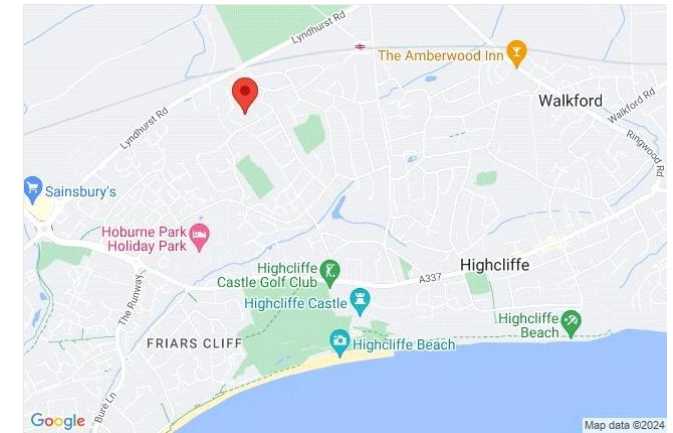 Lyndhurst Rd
The Amberwood Inn
Walkford
Walkford Rd
Ringwood Rd
Lyndhurst Rd
Sainsbury's
Hoburne Park
Holiday Park
The Runway
Highcliffe
Castle Golf Club
A337
Highcliffe
Highcliffe Castle
Highcliffe
Beach
FRIARS CLIFF
Highcliffe Beach
Bure Ln
Google
Map data ©2024